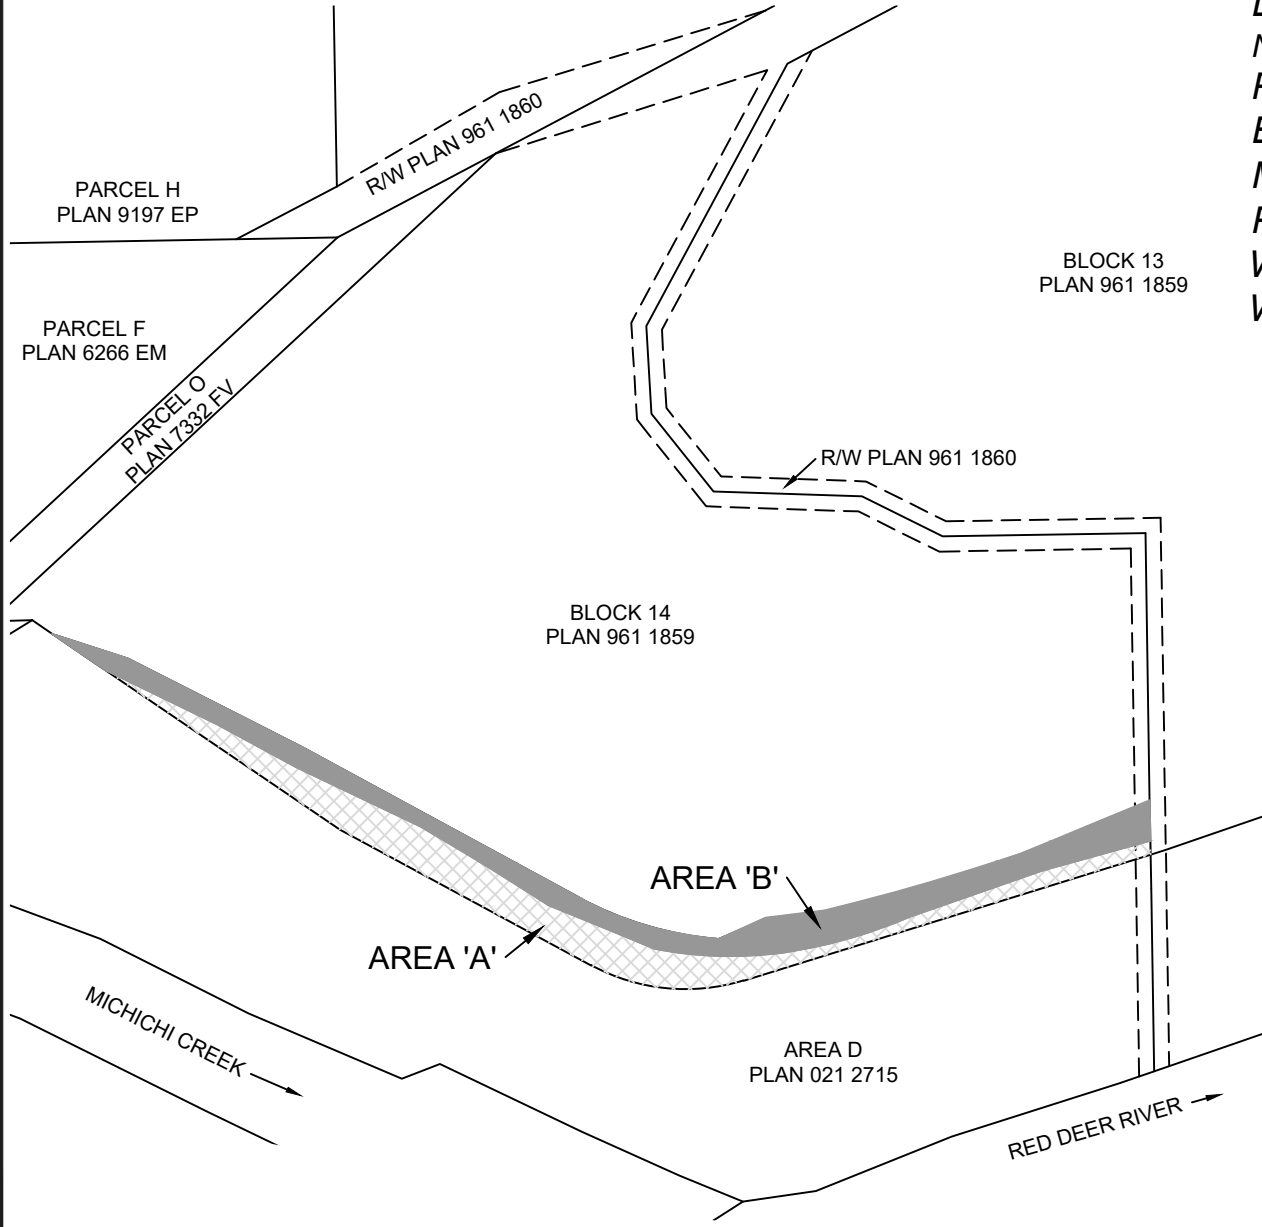 R/W PLAN 961 1860
PARCEL H
PLAN 9197 EP
BLOCK 13
PLAN 961 1859
PARCEL F
PLAN 6266 EM
PARCEL O
PLAN 7332 FV
R/W PLAN 961 1860
BLOCK 14
PLAN 961 1859
AREA 'B'
AREA 'A'
MICHICHI CREEK
AREA D
PLAN 021 2715
RED DEER RIVER